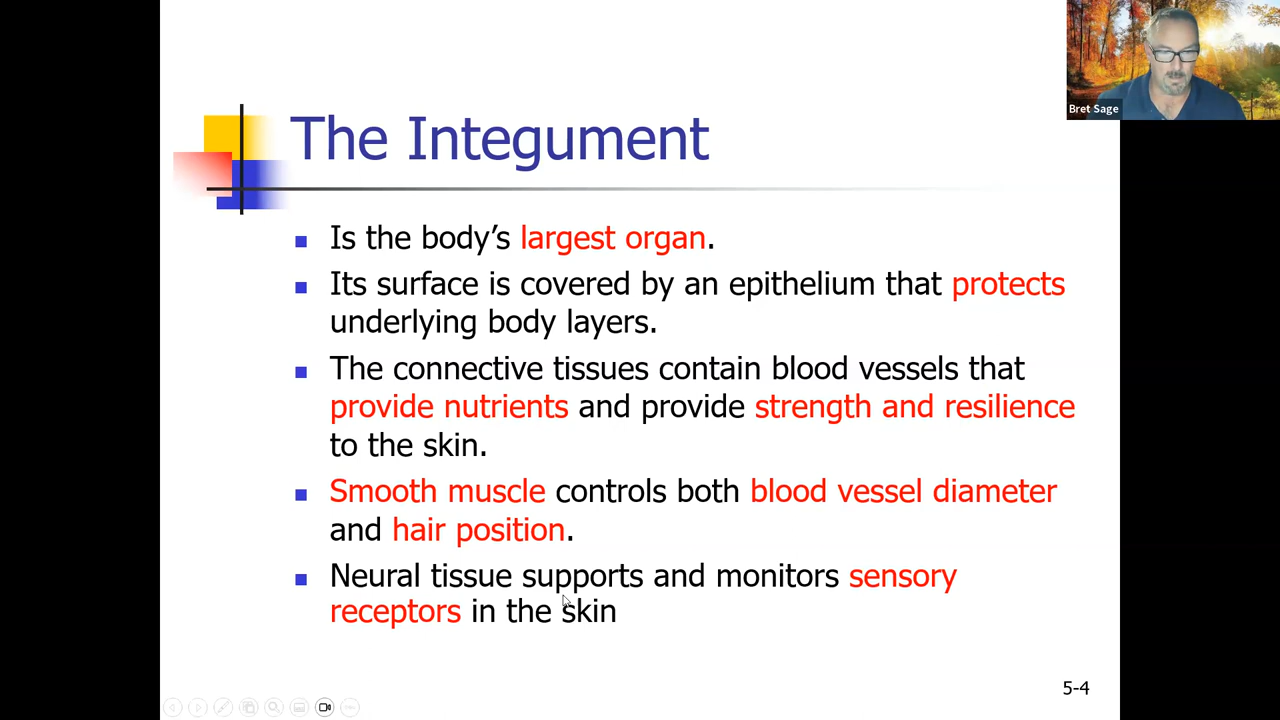 Bret Sage
The Integument
Is the body’s largest organ.
Its surface is covered by an epithelium that protects
underlying body layers.
The connective tissues contain blood vessels that
provide nutrients and provide strength and resilience
to the skin.
Smooth muscle controls both blood vessel diameter
and hair position.
Neural tissue supports and monitors sensory
receptors in the skin
5-4